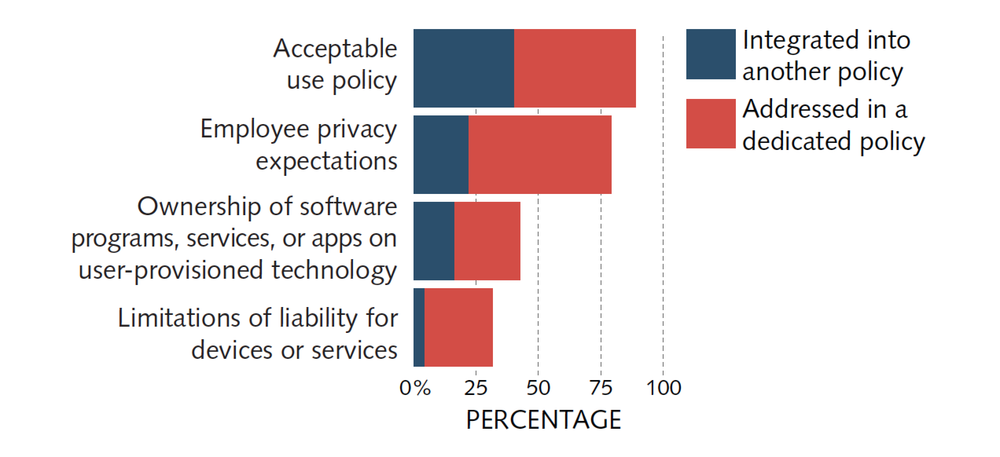 Acceptable
use policy
Employee privacy
expectations
Ownership of software
programs, services, or apps on
user-provisioned technology
Limitations of liability for
devices or services
0%
25
50
75
100
PERCENTAGE
Integrated into
another policy
Addressed in a
dedicated policy